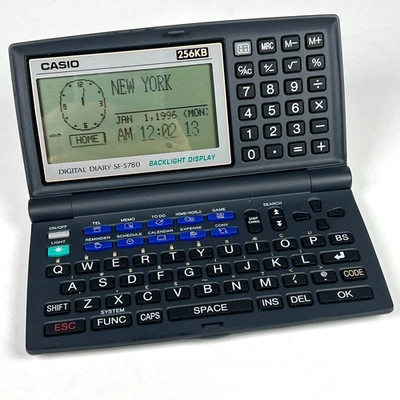 CASIO 256KB
NEW YORK
JAN 1,1996 (MON)
HOME AM 12:02 13
DIGITAL DIARY SF-5780 BACKLIGHT DISPLAY
MRC M− M+
C/AC +/− √ %
7 8 9 ÷
4 5 6 ×
1 2 3 −
0 . = +
ON/OFF TEL MEMO TO DO HOME/WORLD GAME SEARCH
LIGHT REMINDER SCHEDULE CALENDAR EXPENSE CONV
Q W E R T Y U I O P BS
A S D F G H J K L
SHIFT Z X C V B N M CODE
SYSTEM
ESC FUNC CAPS SPACE INS DEL OK